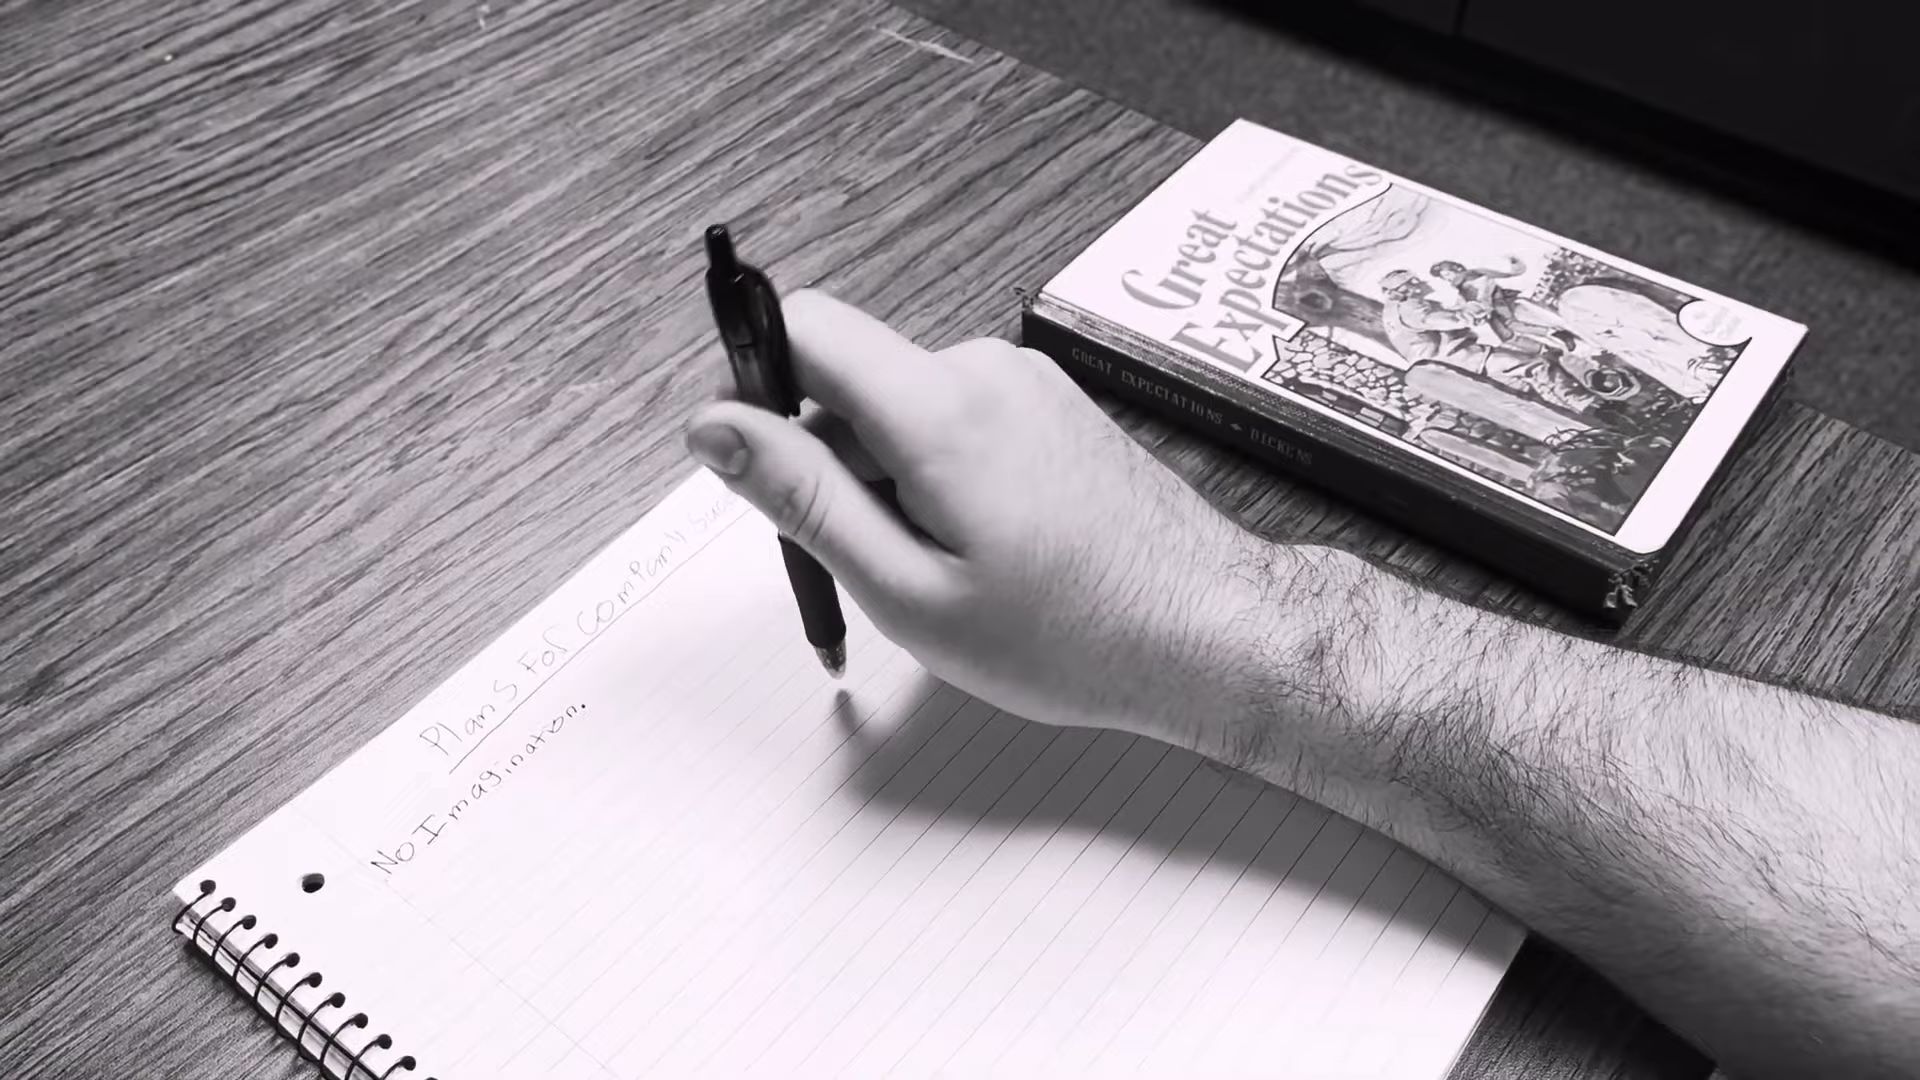 Plans For company
No Imagination.
Great
Expectations
GREAT EXPECTATIONS ◆ DICKENS